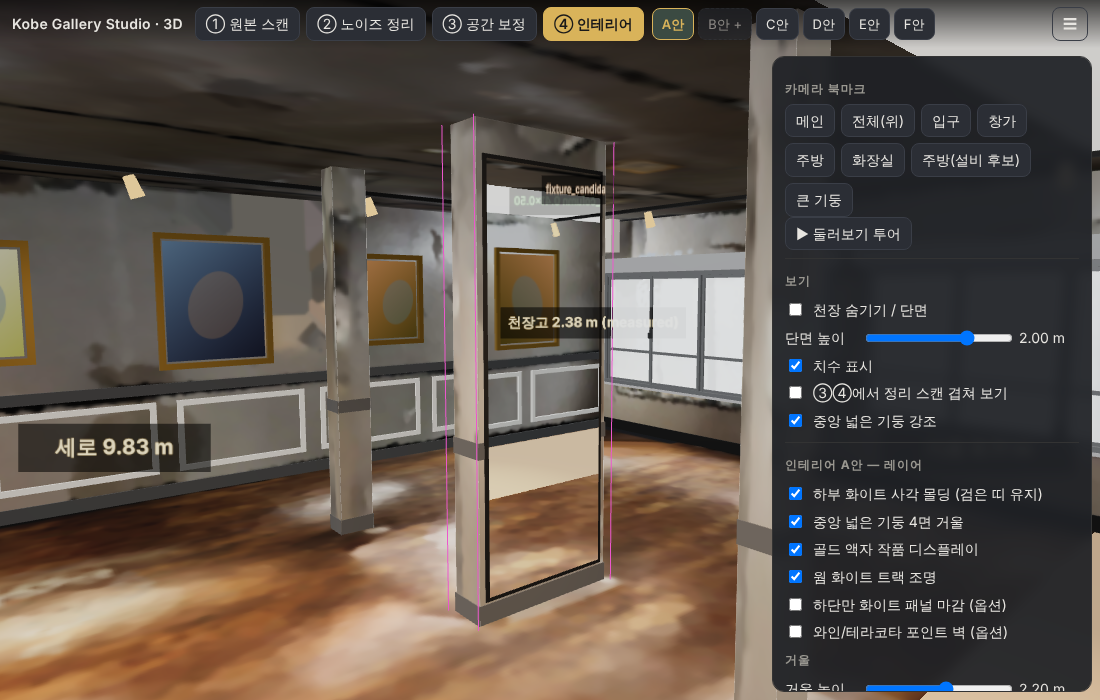 Kobe Gallery Studio · 3D
① 원본 스캔
② 노이즈 정리
③ 공간 보정
④ 인테리어
A안
B안 +
C안
D안
E안
F안
카메라 북마크
메인
전체(위)
입구
창가
주방
화장실
주방(설비 후보)
큰 기둥
▶ 둘러보기 투어
보기
천장 숨기기 / 단면
단면 높이 2.00 m
치수 표시
③④에서 정리 스캔 겹쳐 보기
중앙 넓은 기둥 강조
인테리어 A안 — 레이어
하부 화이트 사각 몰딩 (검은 띠 유지)
중앙 넓은 기둥 4면 거울
골드 액자 작품 디스플레이
웜 화이트 트랙 조명
하단만 화이트 패널 마감 (옵션)
와인/테라코타 포인트 벽 (옵션)
거울
거울 높이 2.20 m
fixture_candida
천장고 2.38 m (measured)
세로 9.83 m